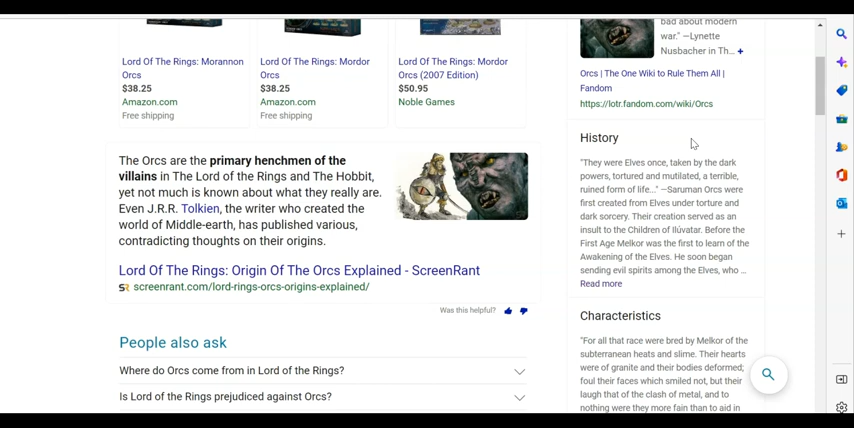 Lord Of The Rings: Morannon
Orcs
$38.25
Amazon.com
Free shipping
Lord Of The Rings: Mordor
Orcs
$38.25
Amazon.com
Free shipping
Lord Of The Rings: Mordor
Orcs (2007 Edition)
$50.95
Noble Games
The Orcs are the primary henchmen of the
villains in The Lord of the Rings and The Hobbit,
yet not much is known about what they really are.
Even J.R.R. Tolkien, the writer who created the
world of Middle-earth, has published various,
contradicting thoughts on their origins.
Lord Of The Rings: Origin Of The Orcs Explained - ScreenRant
SR screenrant.com/lord-rings-orcs-origins-explained/
Was this helpful?
People also ask
Where do Orcs come from in Lord of the Rings?
Is Lord of the Rings prejudiced against Orcs?
bad about modern
war." —Lynette
Nusbacher in Th... +
Orcs | The One Wiki to Rule Them All |
Fandom
https://lotr.fandom.com/wiki/Orcs
History
"They were Elves once, taken by the dark
powers, tortured and mutilated, a terrible,
ruined form of life..." —Saruman Orcs were
first created from Elves under torture and
dark sorcery. Their creation served as an
insult to the Children of Ilúvatar. Before the
First Age Melkor was the first to learn of the
Awakening of the Elves. He soon began
sending evil spirits among the Elves, who ...
Read more
Characteristics
"For all that race were bred by Melkor of the
subterranean heats and slime. Their hearts
were of granite and their bodies deformed;
foul their faces which smiled not, but their
laugh that of the clash of metal, and to
nothing were they more fain than to aid in